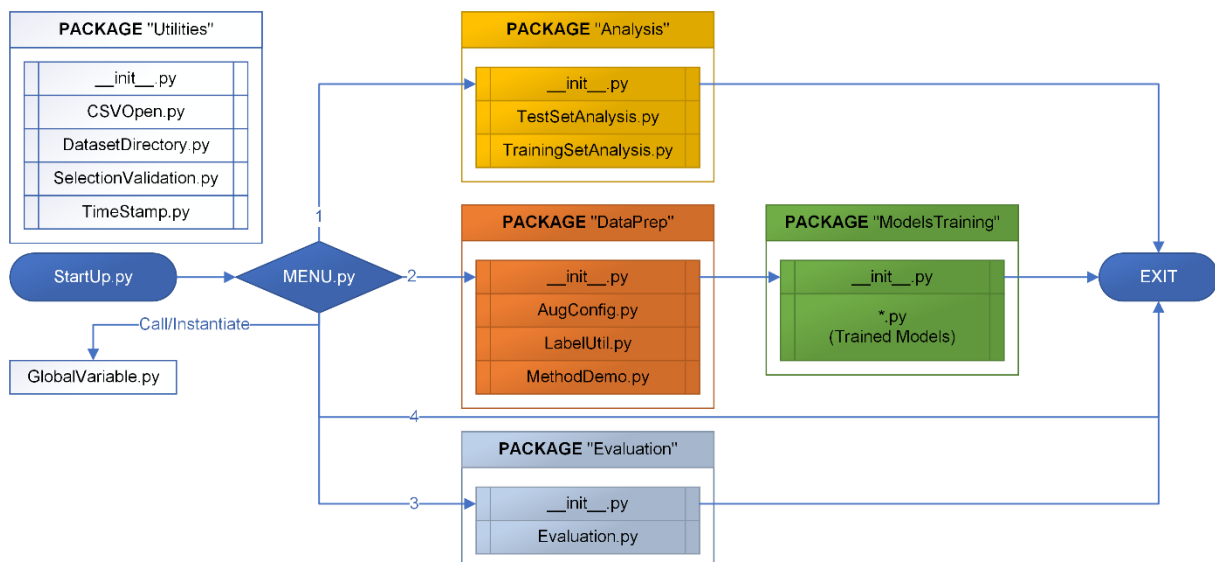 PACKAGE "Utilities"
__init__.py
CSVOpen.py
DatasetDirectory.py
SelectionValidation.py
TimeStamp.py
StartUp.py
MENU.py
Call/Instantiate
GlobalVariable.py
1
PACKAGE "Analysis"
__init__.py
TestSetAnalysis.py
TrainingSetAnalysis.py
2
PACKAGE "DataPrep"
__init__.py
AugConfig.py
LabelUtil.py
MethodDemo.py
PACKAGE "ModelsTraining"
__init__.py
*.py
(Trained Models)
EXIT
4
3
PACKAGE "Evaluation"
__init__.py
Evaluation.py